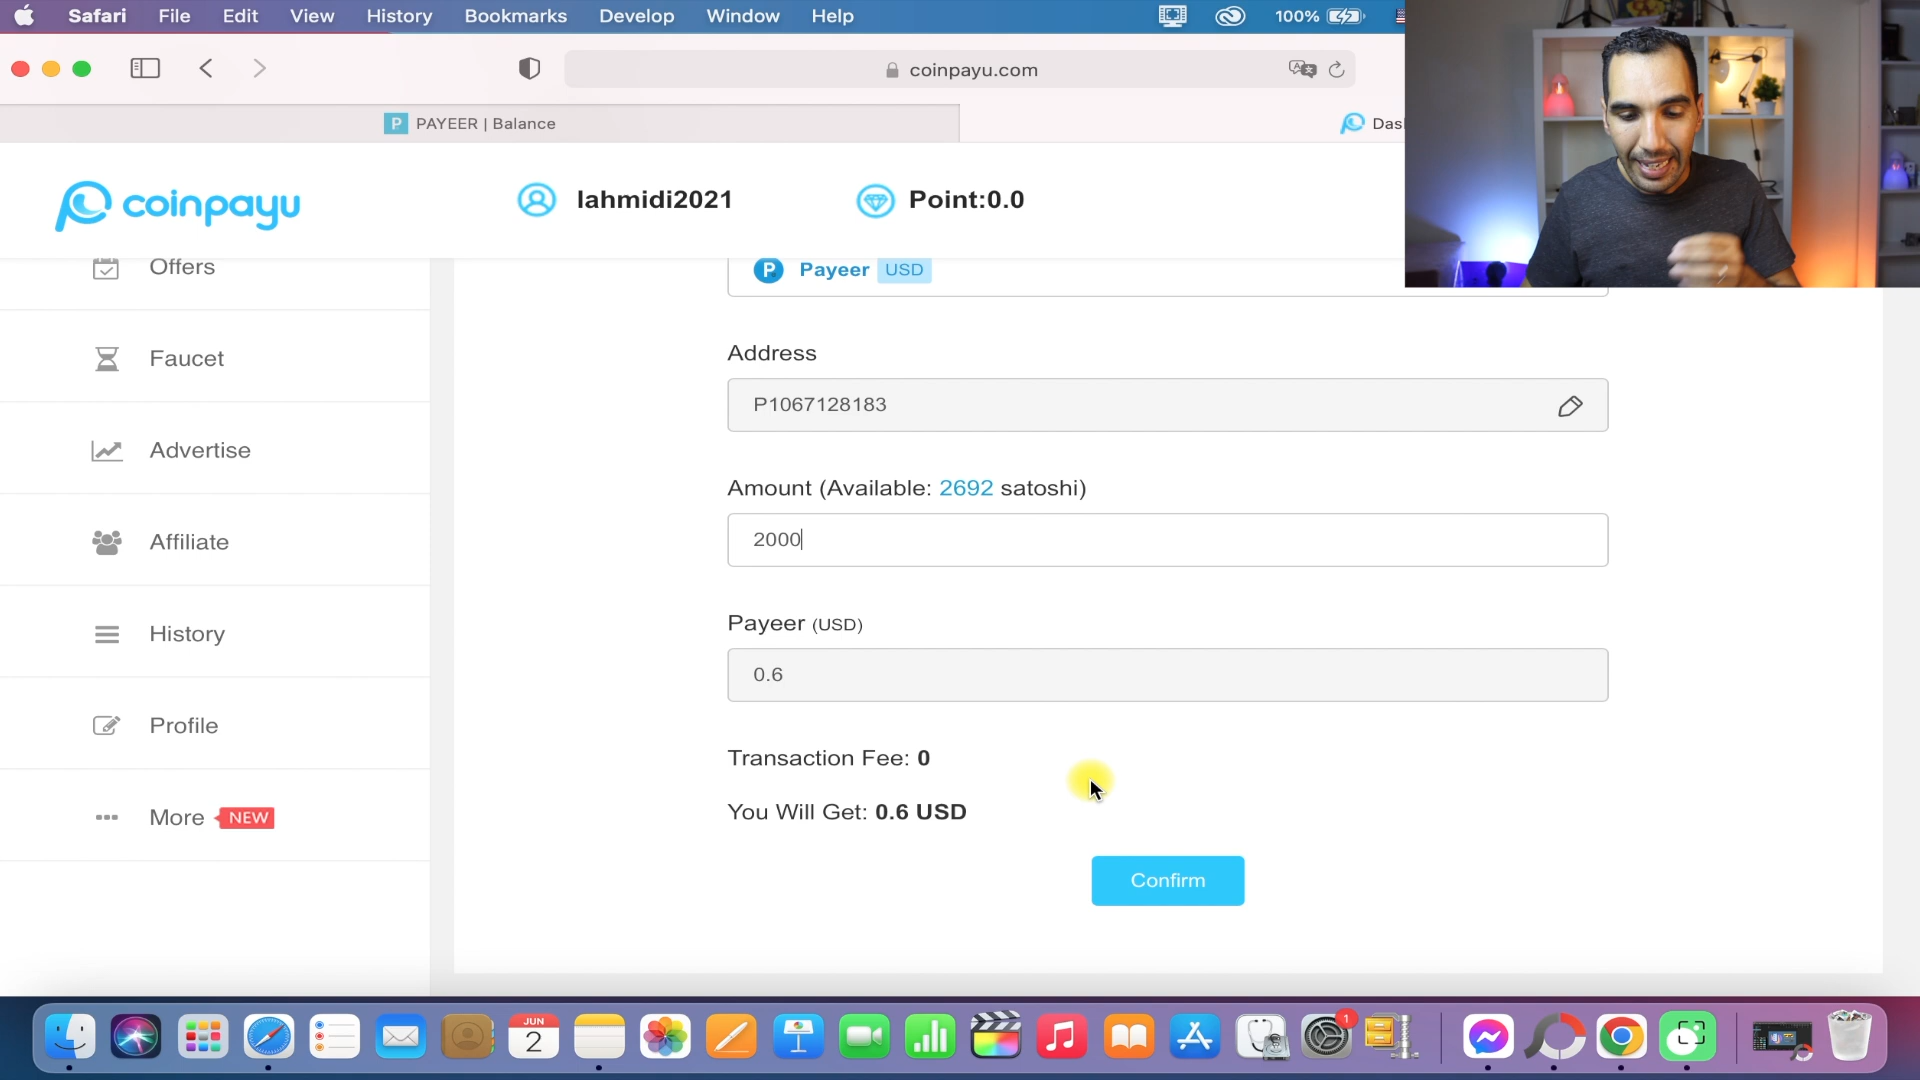 Safari File Edit View History Bookmarks Develop Window Help 100%
coinpayu.com
P PAYEER | Balance
Das
coinpayu
lahmidi2021
Point:0.0
Offers
Faucet
Advertise
Affiliate
History
Profile
More NEW
P Payeer USD
Address
P1067128183
Amount (Available: 2692 satoshi)
2000
Payeer (USD)
0.6
Transaction Fee: 0
You Will Get: 0.6 USD
Confirm
JUN
2
1